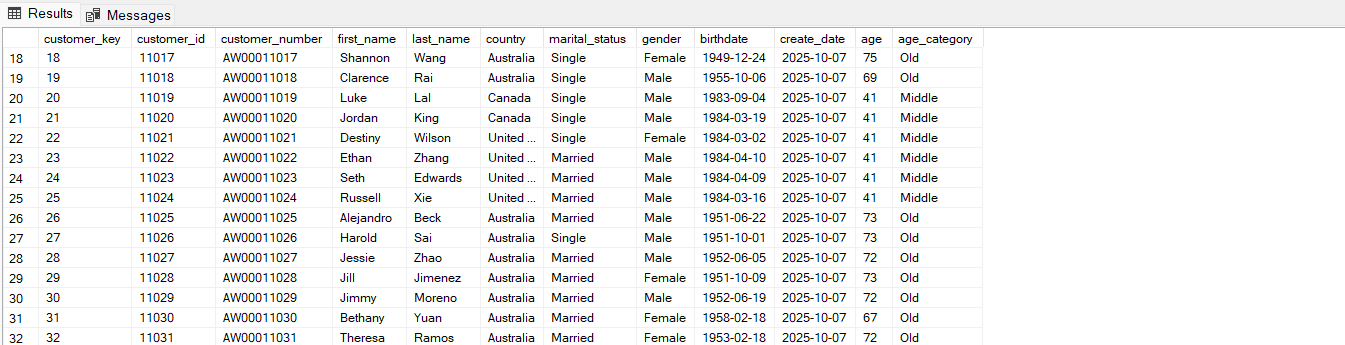 Results Messages
customer_key customer_id customer_number first_name last_name country marital_status gender birthdate create_date age age_category
18 18 11017 AW00011017 Shannon Wang Australia Single Female 1949-12-24 2025-10-07 75 Old
19 19 11018 AW00011018 Clarence Rai Australia Single Male 1955-10-06 2025-10-07 69 Old
20 20 11019 AW00011019 Luke Lal Canada Single Male 1983-09-04 2025-10-07 41 Middle
21 21 11020 AW00011020 Jordan King Canada Single Male 1984-03-19 2025-10-07 41 Middle
22 22 11021 AW00011021 Destiny Wilson United ... Single Female 1984-03-02 2025-10-07 41 Middle
23 23 11022 AW00011022 Ethan Zhang United ... Married Male 1984-04-10 2025-10-07 41 Middle
24 24 11023 AW00011023 Seth Edwards United ... Married Male 1984-04-09 2025-10-07 41 Middle
25 25 11024 AW00011024 Russell Xie United ... Married Male 1984-03-16 2025-10-07 41 Middle
26 26 11025 AW00011025 Alejandro Beck Australia Married Male 1951-06-22 2025-10-07 73 Old
27 27 11026 AW00011026 Harold Sai Australia Single Male 1951-10-01 2025-10-07 73 Old
28 28 11027 AW00011027 Jessie Zhao Australia Married Male 1952-06-05 2025-10-07 72 Old
29 29 11028 AW00011028 Jill Jimenez Australia Married Female 1951-10-09 2025-10-07 73 Old
30 30 11029 AW00011029 Jimmy Moreno Australia Married Male 1952-06-19 2025-10-07 72 Old
31 31 11030 AW00011030 Bethany Yuan Australia Married Female 1958-02-18 2025-10-07 67 Old
32 32 11031 AW00011031 Theresa Ramos Australia Married Female 1953-02-18 2025-10-07 72 Old